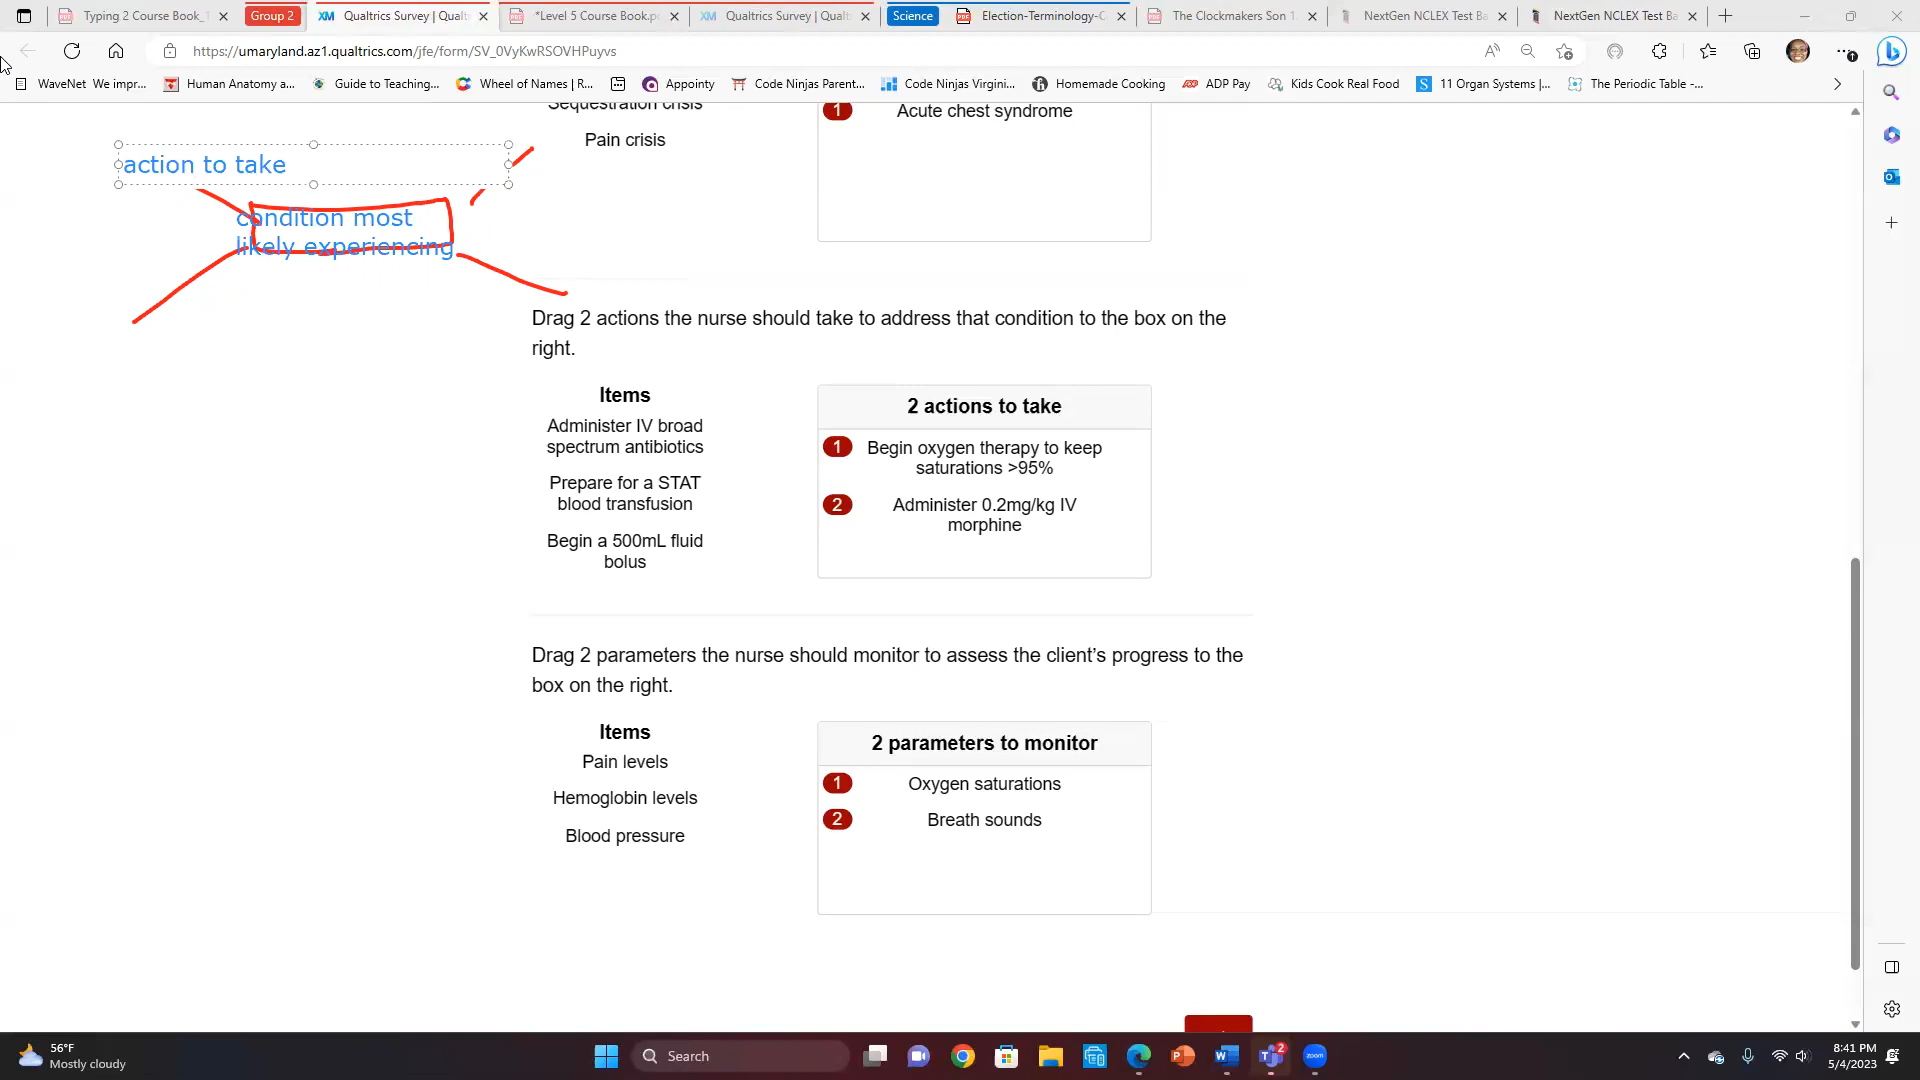 Typing 2 Course Book_1
Group 2
Qualtrics Survey | Qualt
*Level 5 Course Book.p
Qualtrics Survey | Qualt
Science
Election-Terminology-
The Clockmakers Son 1.
NextGen NCLEX Test Ba
NextGen NCLEX Test Ba
https://umaryland.az1.qualtrics.com/jfe/form/SV_0VyKwRSOVHPuyvs
WaveNet We impr...
Human Anatomy a...
Guide to Teaching...
Wheel of Names | R...
Appointy
Code Ninjas Parent...
Code Ninjas Virgini...
Homemade Cooking
ADP Pay
Kids Cook Real Food
11 Organ Systems |...
The Periodic Table -...
Sequestration crisis
Pain crisis
1 Acute chest syndrome
action to take
condition most
likely experiencing
Drag 2 actions the nurse should take to address that condition to the box on the
right.
Items
Administer IV broad
spectrum antibiotics
Prepare for a STAT
blood transfusion
Begin a 500mL fluid
bolus
2 actions to take
1 Begin oxygen therapy to keep
saturations >95%
2 Administer 0.2mg/kg IV
morphine
Drag 2 parameters the nurse should monitor to assess the client's progress to the
box on the right.
Items
Pain levels
Hemoglobin levels
Blood pressure
2 parameters to monitor
1 Oxygen saturations
2 Breath sounds
56°F
Mostly cloudy
Search
zoom
2
8:41 PM
5/4/2023